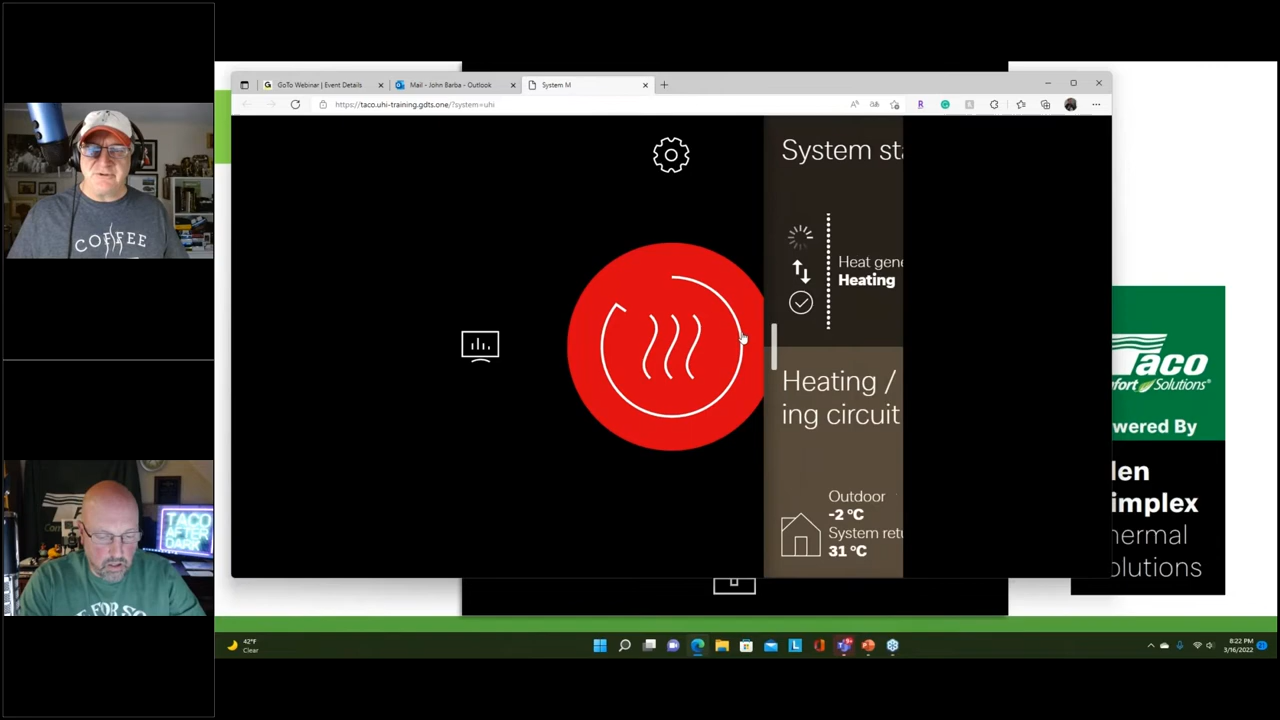 GoTo Webinar | Event Details
Mail - John Barba - Outlook
System M
https://taco.uhi-training.gdts.one/?system=uhi
System sta
Heat gene
Heating
Heating /
ing circuit
Outdoor
-2 °C
System retu
31 °C
COFFEE
TACO
AFTER
DARK
Taco
fort Solutions®
wered By
len
implex
hermal
olutions
42°F
Clear
8:22 PM
3/16/2022